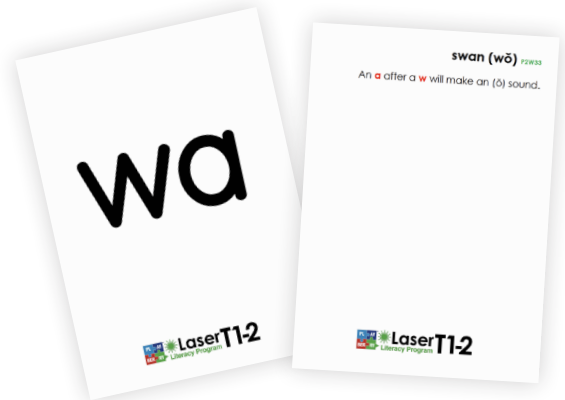 wa
Laser T1-2
Literacy Program
swan (wŏ) P2W33
An a after a w will make an (ŏ) sound.
Laser T1-2
Literacy Program